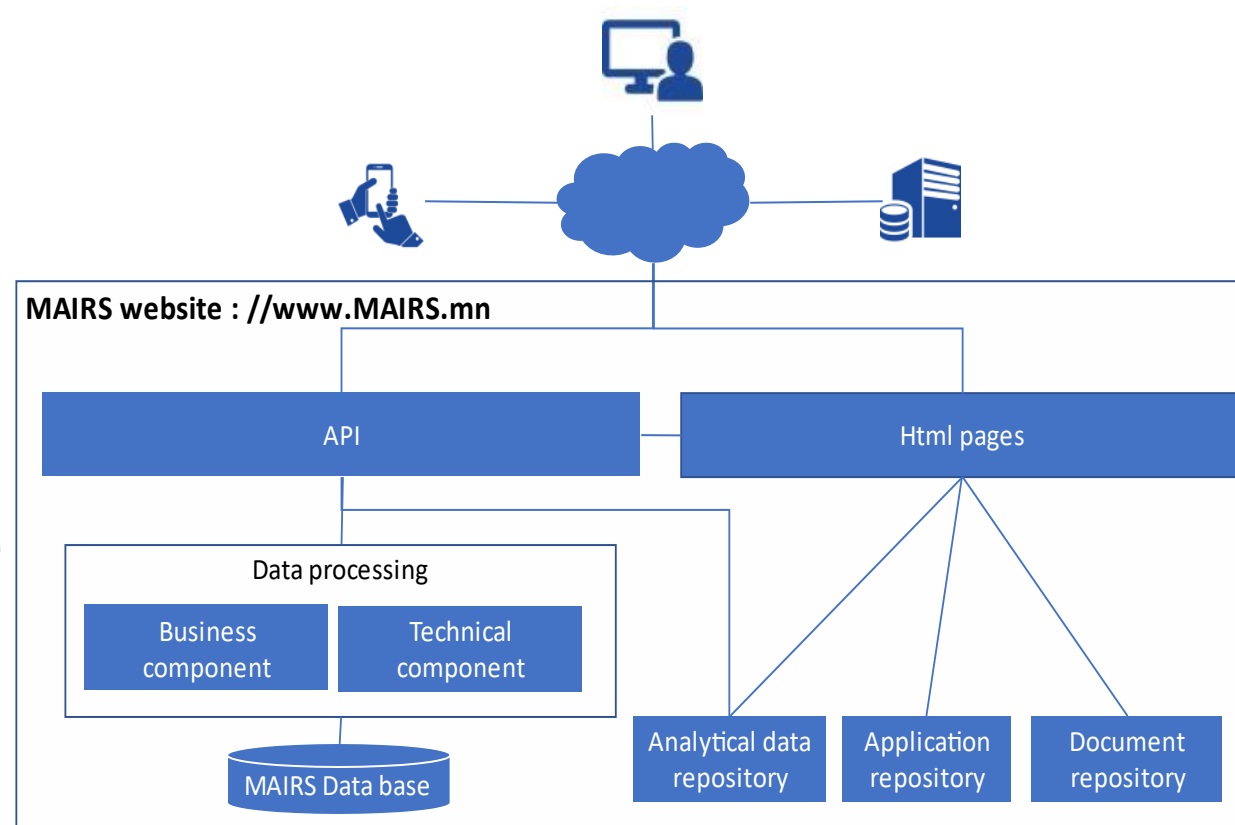 MAIRS website : //www.MAIRS.mn
API
Html pages
Data processing
Business
component
Technical
component
Analytical data
repository
Application
repository
Document
repository
MAIRS Data base